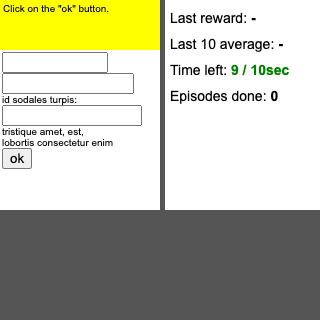 Click on the "ok" button.
id sodales turpis:
tristique amet, est,
lobortis consectetur enim
ok
Last reward: -
Last 10 average: -
Time left: 9 / 10sec
Episodes done: 0